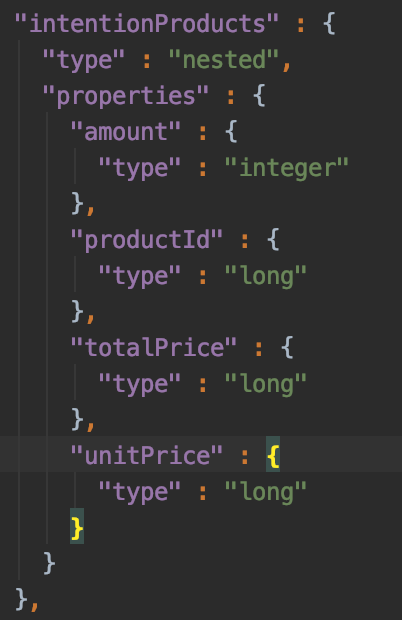 "intentionProducts" : {
  "type" : "nested",
  "properties" : {
    "amount" : {
      "type" : "integer"
    },
    "productId" : {
      "type" : "long"
    },
    "totalPrice" : {
      "type" : "long"
    },
    "unitPrice" : {
      "type" : "long"
    }
  }
},